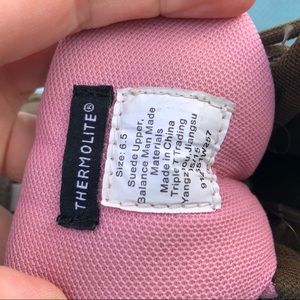 THERMOLITE®
Size: 6.5
Suede Upper,
Balance Man Made
Materials
Made in China
Triple T Trading
Yangzhou Jiangsu